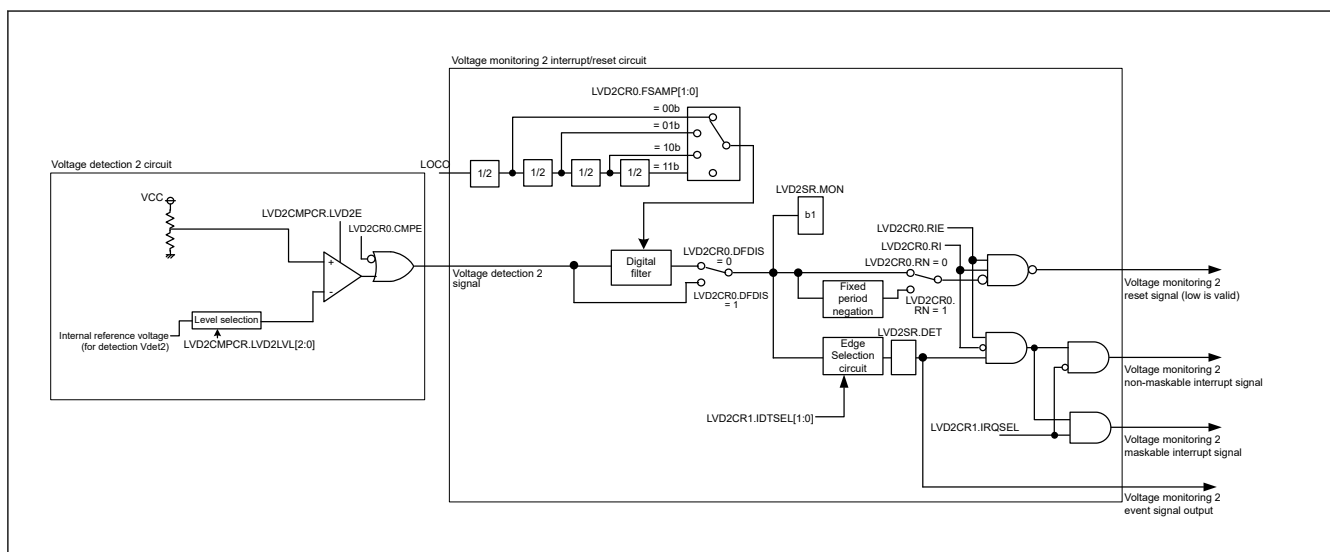 Voltage monitoring 2 interrupt/reset circuit
LVD2CR0.FSAMP[1:0]
= 00b
= 01b
= 10b
= 11b
LOCO
1/2
1/2
1/2
1/2
Voltage detection 2 circuit
VCC
LVD2CMPCR.LVD2E
LVD2CR0.CMPE
+
-
Level selection
Internal reference voltage
(for detection Vdet2)
LVD2CMPCR.LVD2LVL[2:0]
Voltage detection 2
signal
Digital
filter
LVD2CR0.DFDIS
= 0
LVD2CR0.DFDIS
= 1
LVD2SR.MON
b1
LVD2CR0.RIE
LVD2CR0.RI
LVD2CR0.RN = 0
Fixed
period
negation
LVD2CR0.
RN = 1
Voltage monitoring 2
reset signal (low is valid)
LVD2SR.DET
Edge
Selection
circuit
LVD2CR1.IDTSEL[1:0]
Voltage monitoring 2
non-maskable interrupt signal
LVD2CR1.IRQSEL
Voltage monitoring 2
maskable interrupt signal
Voltage monitoring 2
event signal output